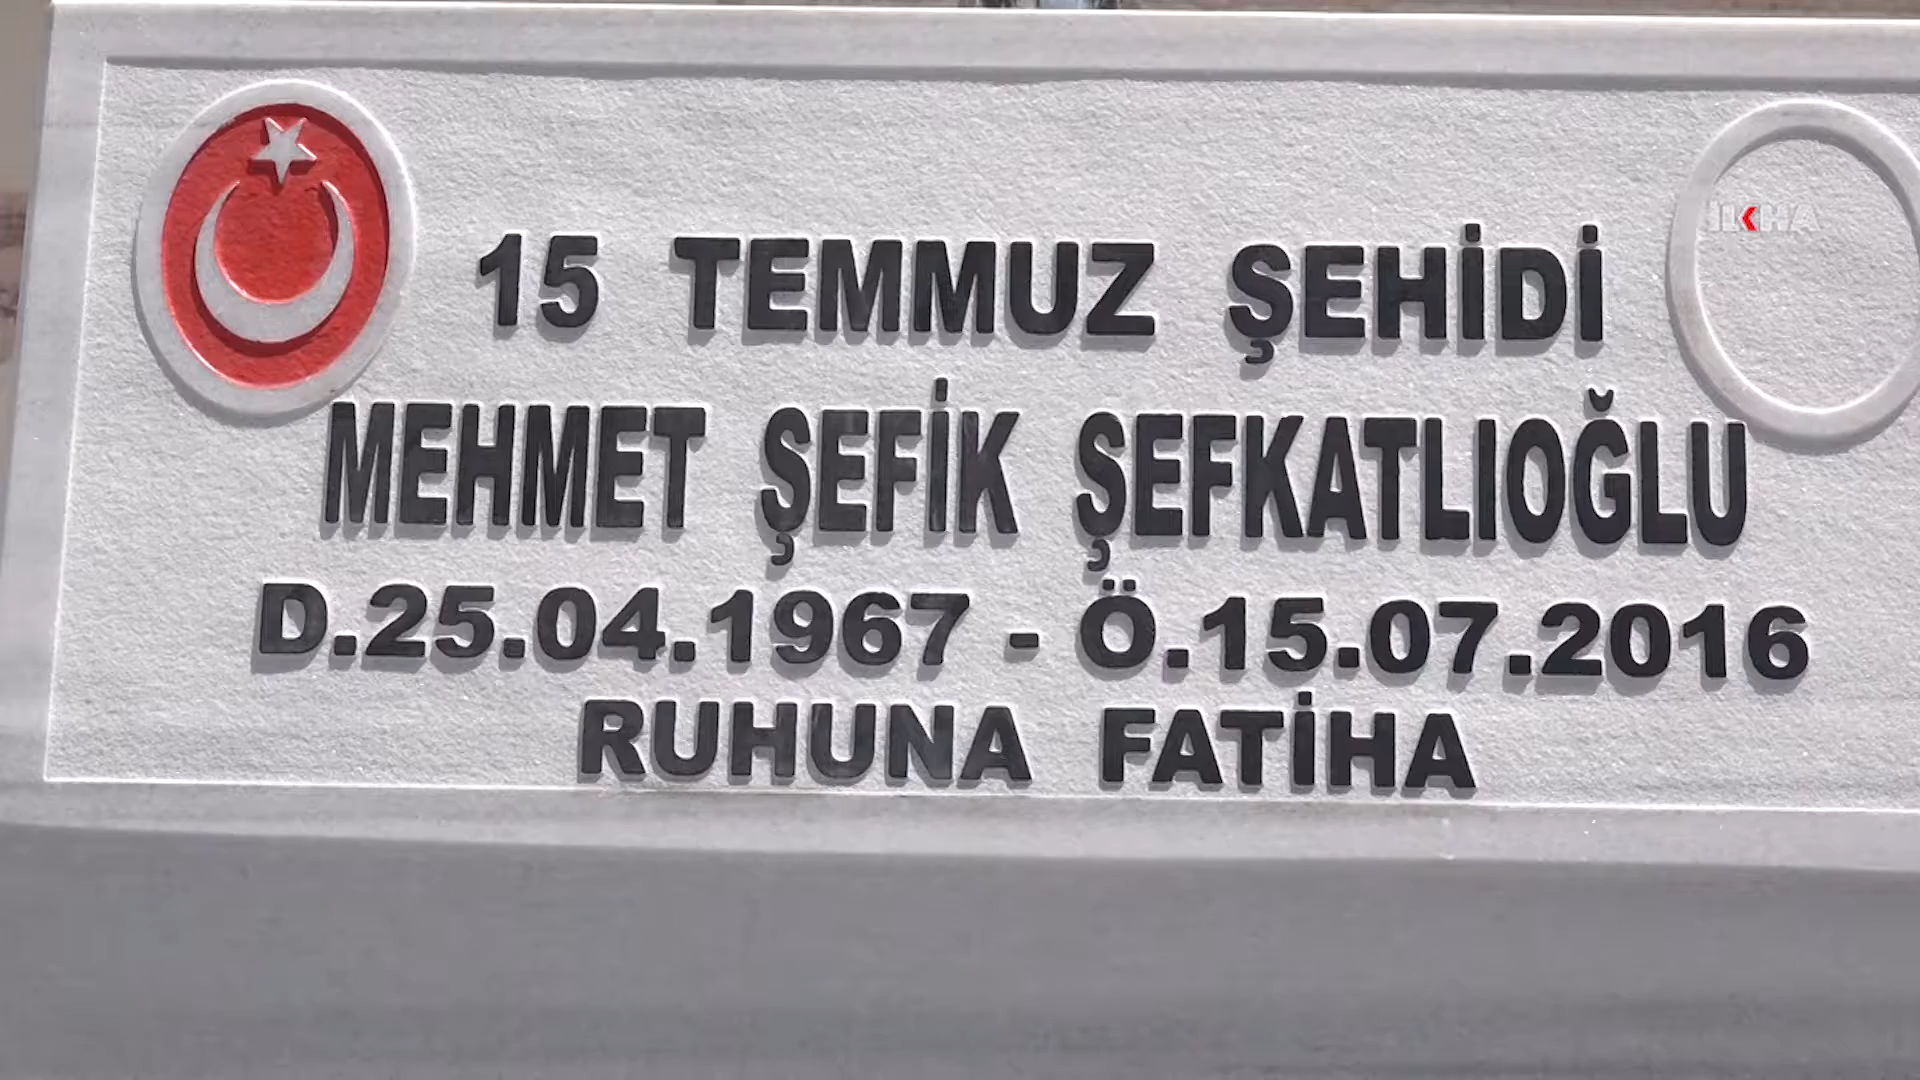 İLKHA
15 TEMMUZ ŞEHİDİ
MEHMET ŞEFİK ŞEFKATLIOĞLU
D.25.04.1967 - Ö.15.07.2016
RUHUNA FATİHA